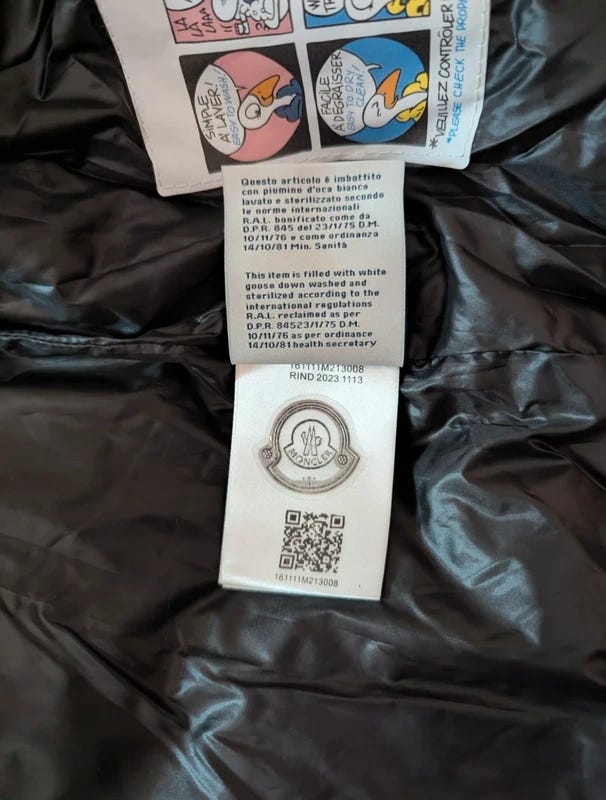 LA
LA
LAAA
SIMPLE
À LAVER!
EASY TO WASH!
FACILE
À DÉGRAISSER
EASY TO DRY
CLEAN!
*VEUILLEZ CONTRÔLER
*PLEASE CHECK THE PROPER
Questo articolo è imbottito
con piumino d'oca bianca
lavato e sterilizzato secondo
le norme internazionali
R.A.L. bonificato come da
D.P.R. 845 del 23/1/75 D.M.
10/11/76 e come ordinanza
14/10/81 Min. Sanità
This item is filled with white
goose down washed and
sterilized according to the
international regulations
R.A.L. reclaimed as per
D.P.R. 84523/1/75 D.M.
10/11/76 as per ordinance
14/10/81 health secretary
161111M213008
RIND 2023 1113
MONCLER
161111M213008